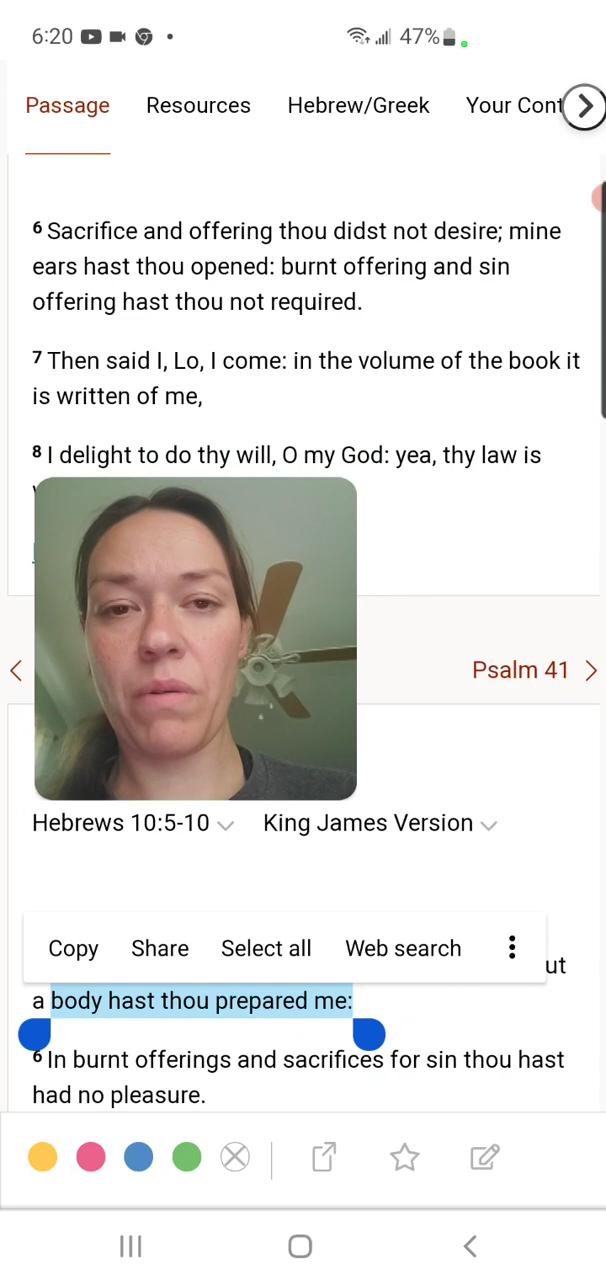 6:20 47%
Passage Resources Hebrew/Greek Your Cont
6 Sacrifice and offering thou didst not desire; mine
ears hast thou opened: burnt offering and sin
offering hast thou not required.
7 Then said I, Lo, I come: in the volume of the book it
is written of me,
8 I delight to do thy will, O my God: yea, thy law is
Psalm 41
Hebrews 10:5-10 King James Version
Copy Share Select all Web search
ut
a body hast thou prepared me:
6 In burnt offerings and sacrifices for sin thou hast
had no pleasure.